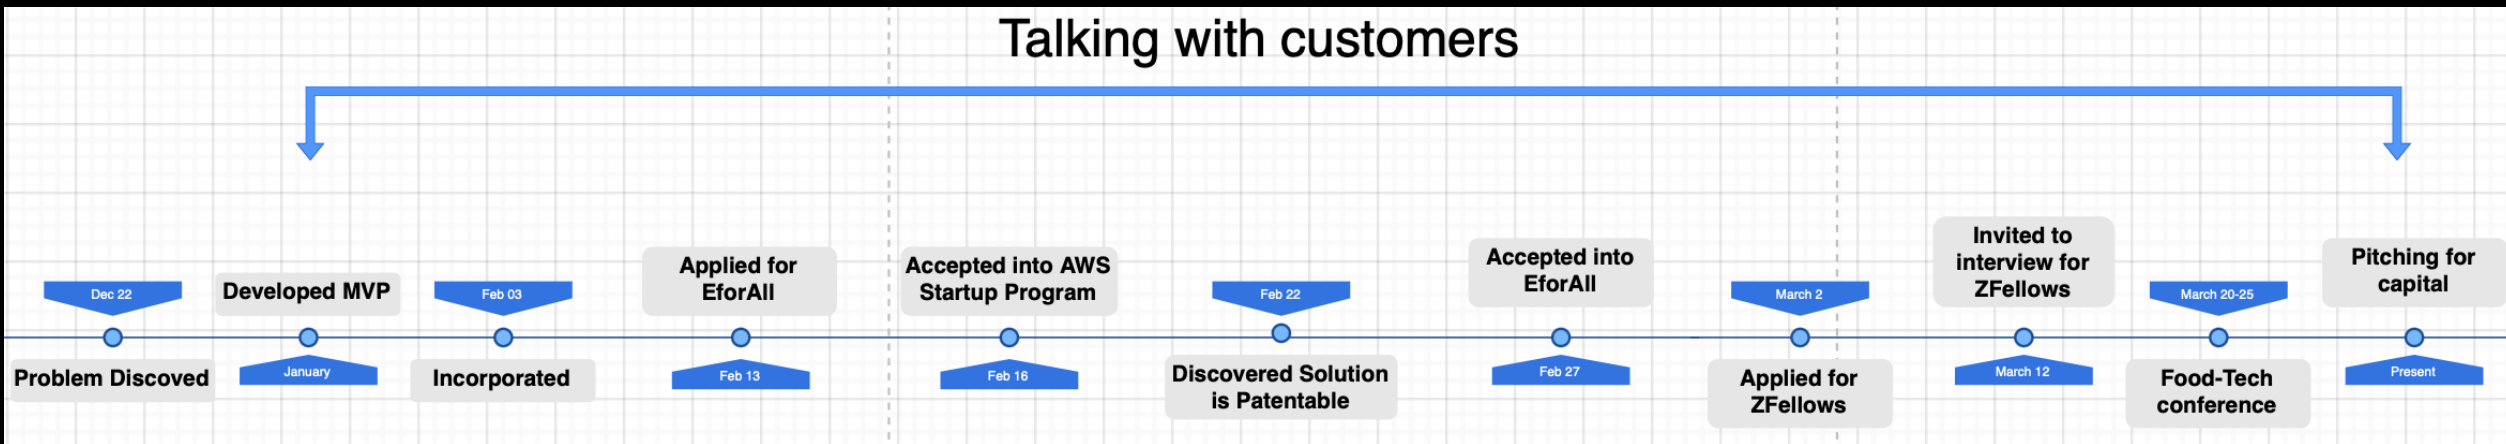 Talking with customers
Dec 22
Problem Discoved
Developed MVP
January
Feb 03
Incorporated
Applied for
EforAll
Feb 13
Accepted into AWS
Startup Program
Feb 16
Feb 22
Discovered Solution
is Patentable
Accepted into
EforAll
Feb 27
March 2
Applied for
ZFellows
Invited to
interview for
ZFellows
March 12
March 20-25
Food-Tech
conference
Pitching for
capital
Present